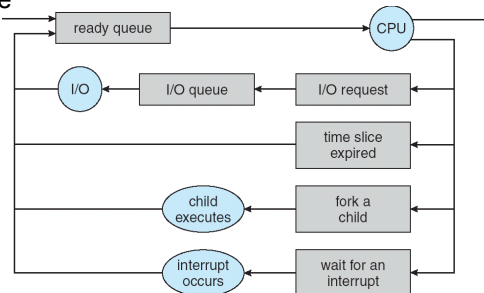 e
ready queue
CPU
I/O
I/O queue
I/O request
time slice
expired
child
executes
fork a
child
interrupt
occurs
wait for an
interrupt